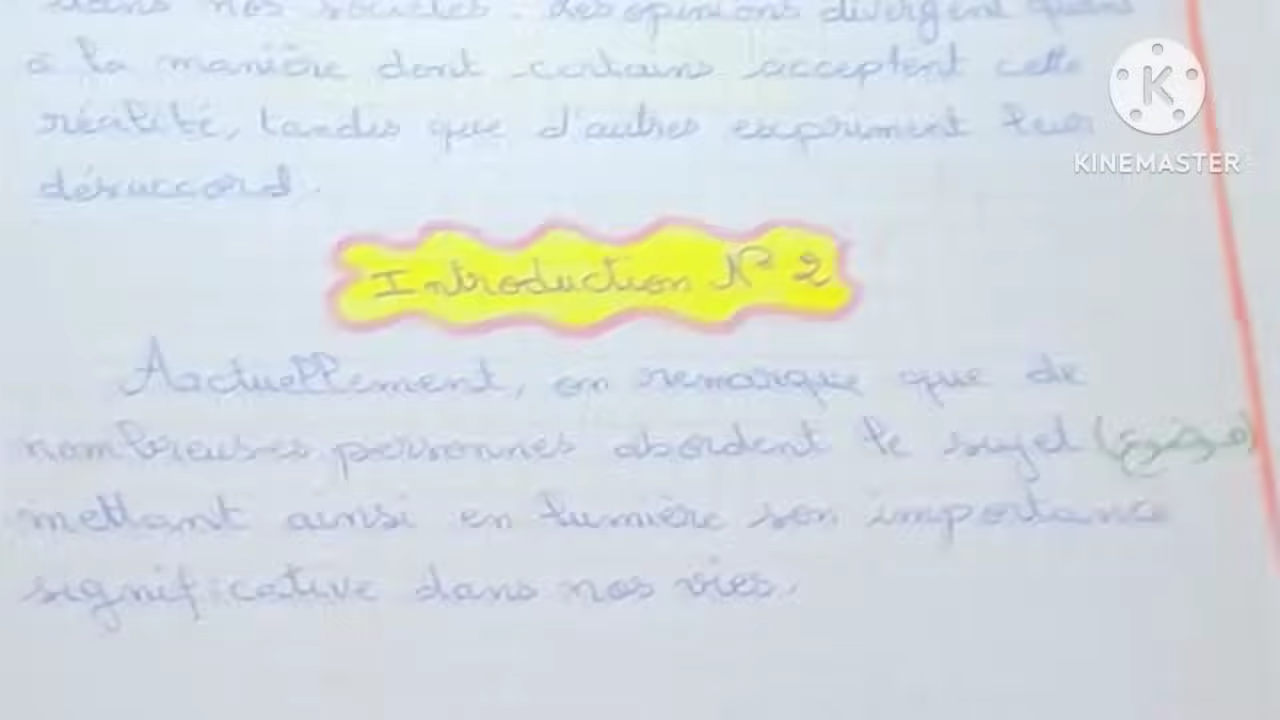 dans nos sociétés. Les opinions divergent quant
à la manière dont certains acceptent cette
réalité, tandis que d'autres expriment leur
désaccord.
KINEMASTER
Introduction N° 2
Actuellement, on remarque que de
nombreuses personnes abordent le sujet (موضوع)
mettant ainsi en lumière son importance
significative dans nos vies.